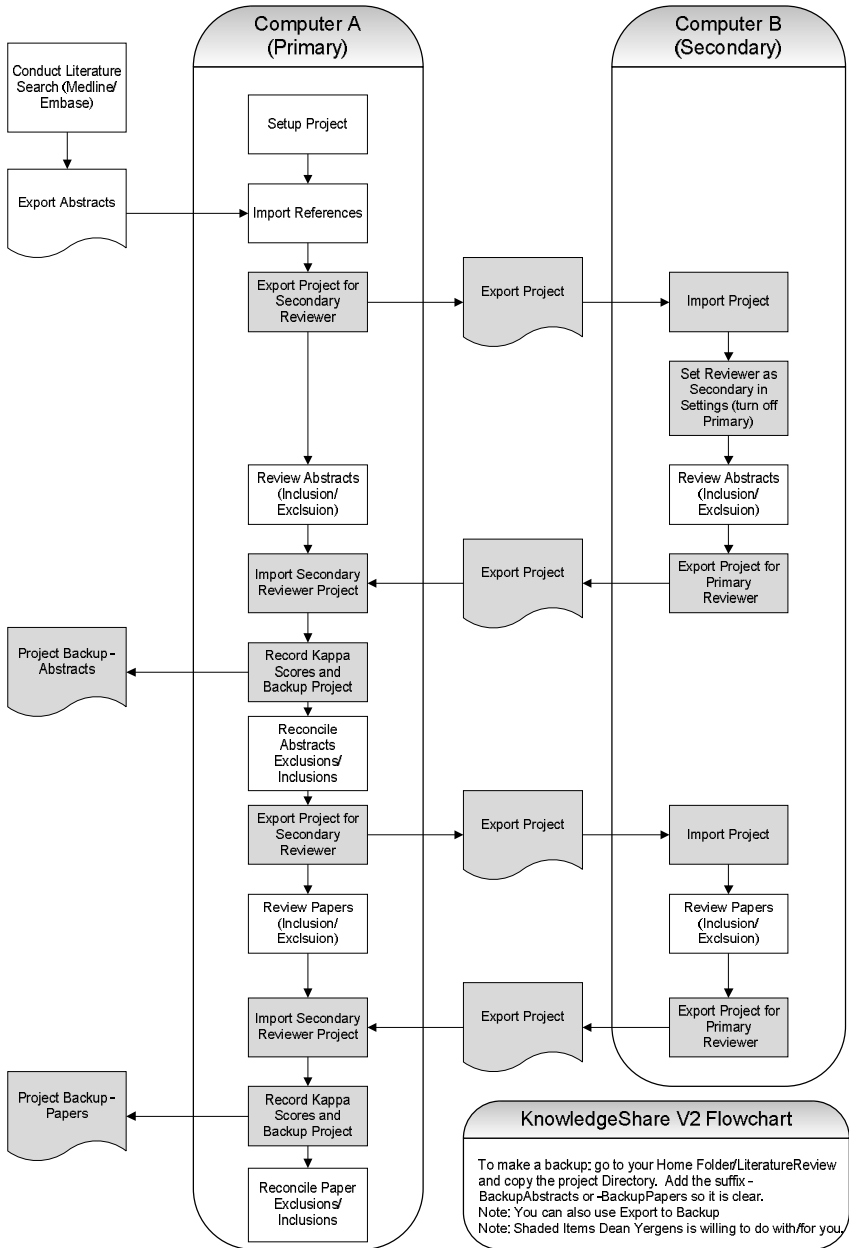 Computer A
(Primary)
Computer B
(Secondary)
Conduct Literature
Search (Medline/
Embase)
Setup Project
Export Abstracts
Import References
Export Project for
Secondary
Reviewer
Export Project
Import Project
Set Reviewer as
Secondary in
Settings (turn off
Primary)
Review Abstracts
(Inclusion/
Exclsuion)
Review Abstracts
(Inclusion/
Exclsuion)
Import Secondary
Reviewer Project
Export Project
Export Project for
Primary
Reviewer
Project Backup -
Abstracts
Record Kappa
Scores and
Backup Project
Reconcile
Abstracts
Exclusions/
Inclusions
Export Project for
Secondary
Reviewer
Export Project
Import Project
Review Papers
(Inclusion/
Exclsuion)
Review Papers
(Inclusion/
Exclsuion)
Import Secondary
Reviewer Project
Export Project
Export Project for
Primary
Reviewer
Project Backup -
Papers
Record Kappa
Scores and
Backup Project
Reconcile Paper
Exclusions/
Inclusions
KnowledgeShare V2 Flowchart
To make a backup: go to your Home Folder/LiteratureReview
and copy the project Directory. Add the suffix -
BackupAbstracts or -BackupPapers so it is clear.
Note: You can also use Export to Backup
Note: Shaded Items Dean Yergens is willing to do with/for you.